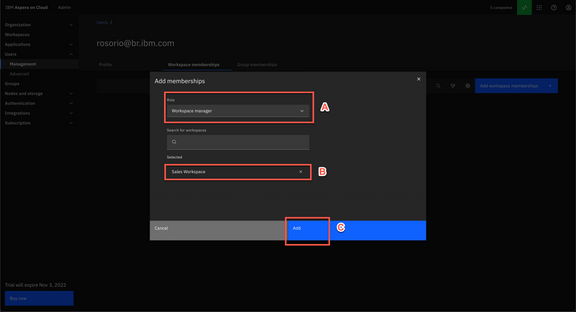 IBM Aspera on Cloud Admin
Organization
Workspaces
Applications
Users
Management
Advanced
Groups
Nodes and storage
Authentication
Integrations
Subscription
Trial will expire Nov 3, 2022
Buy now
Users /
rosorio@br.ibm.com
Profile Workspace memberships Group memberships
Add workspace memberships +
Add memberships
Role
Workspace manager
A
Search for workspaces
Selected
Sales Workspace
B
Cancel Add
C